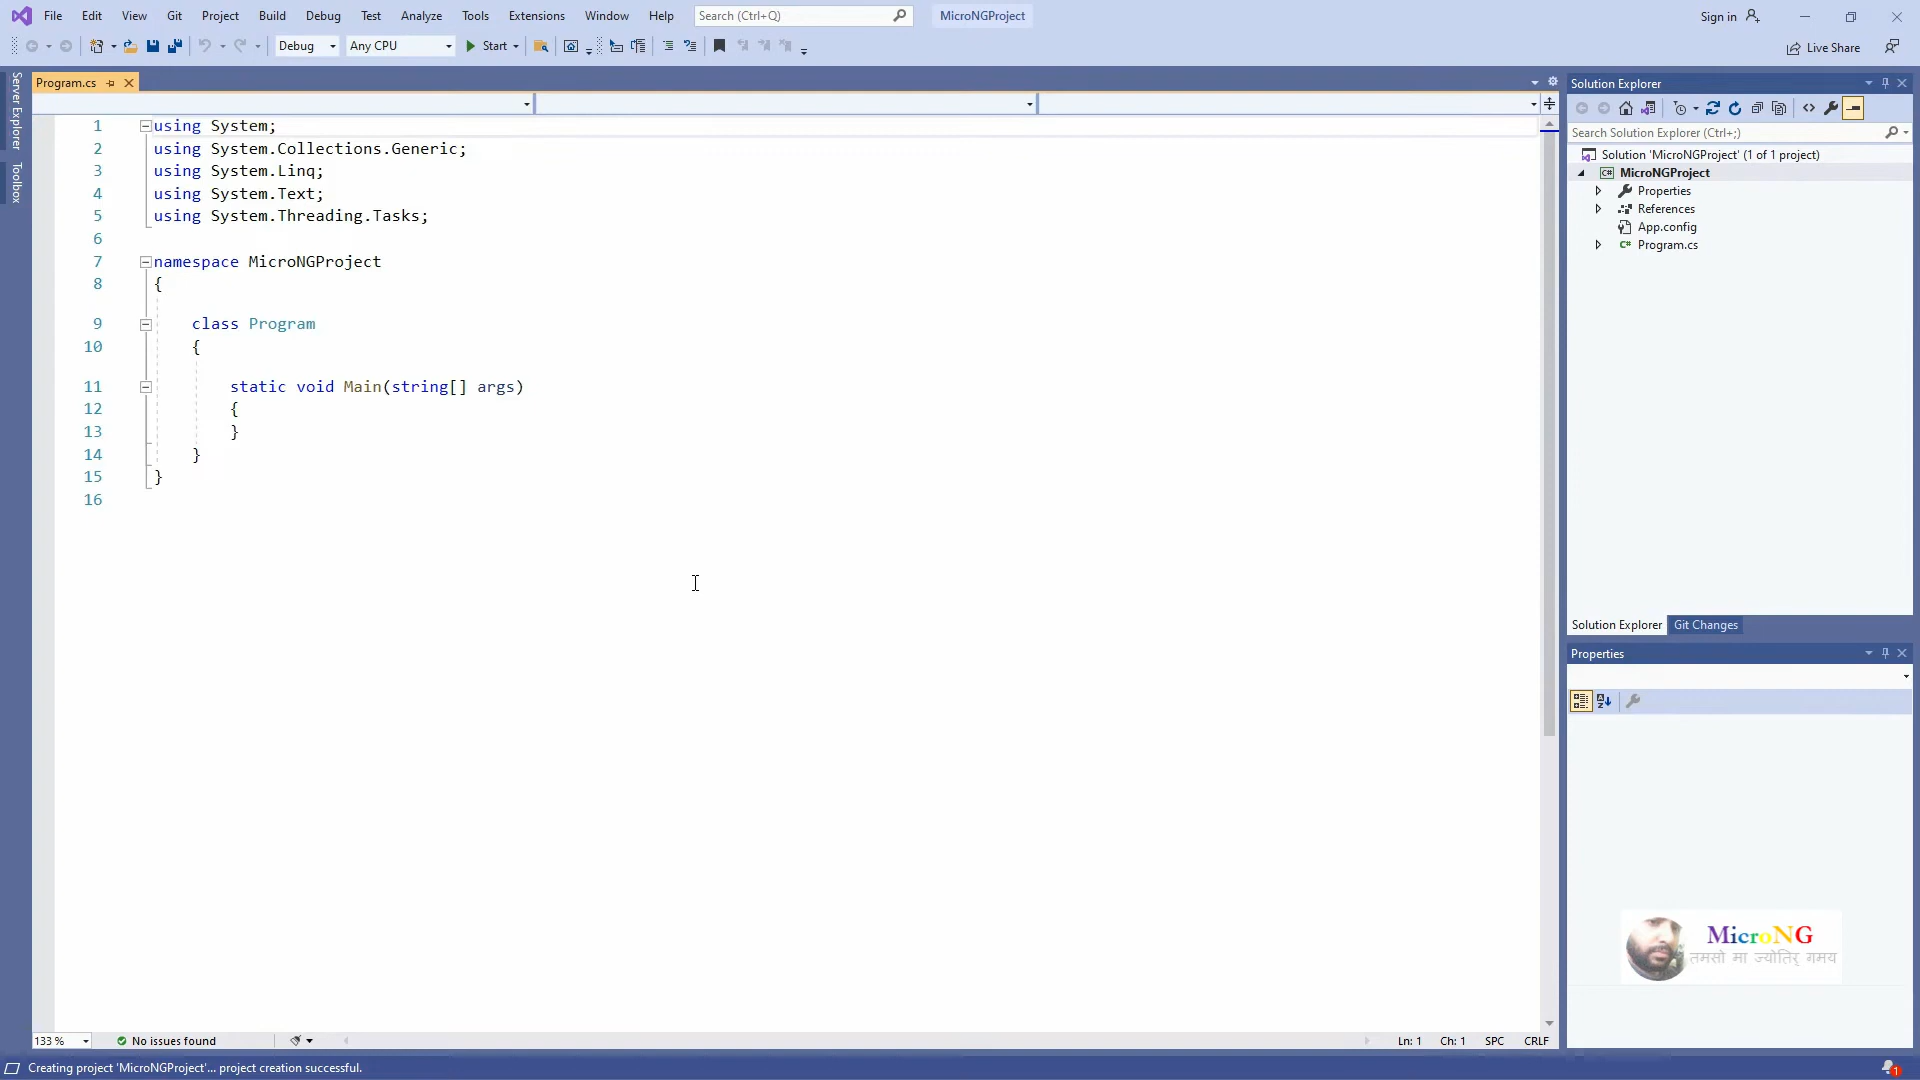 File Edit View Git Project Build Debug Test Analyze Tools Extensions Window Help Search (Ctrl+Q) MicroNGProject Sign in
Debug Any CPU Start Live Share
Server Explorer
Toolbox
Program.cs
1 using System;
2 using System.Collections.Generic;
3 using System.Linq;
4 using System.Text;
5 using System.Threading.Tasks;
6
7 namespace MicroNGProject
8 {
9 class Program
10 {
11 static void Main(string[] args)
12 {
13 }
14 }
15 }
16
133 % No issues found Ln: 1 Ch: 1 SPC CRLF
Solution Explorer
Search Solution Explorer (Ctrl+;)
Solution 'MicroNGProject' (1 of 1 project)
C# MicroNGProject
Properties
References
App.config
C# Program.cs
Solution Explorer Git Changes
Properties
MicroNG
तमसो मा ज्योतिर् गमय
Creating project 'MicroNGProject'... project creation successful. 1